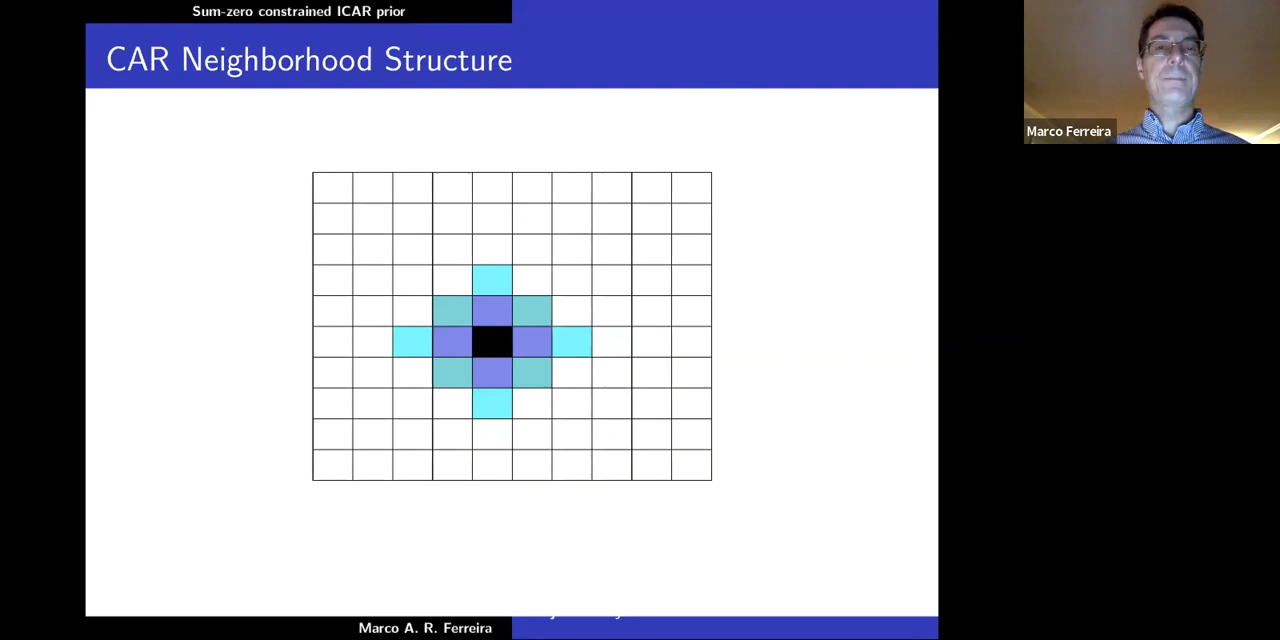 Sum-zero constrained ICAR prior
CAR Neighborhood Structure
Marco Ferreira
Marco A. R. Ferreira